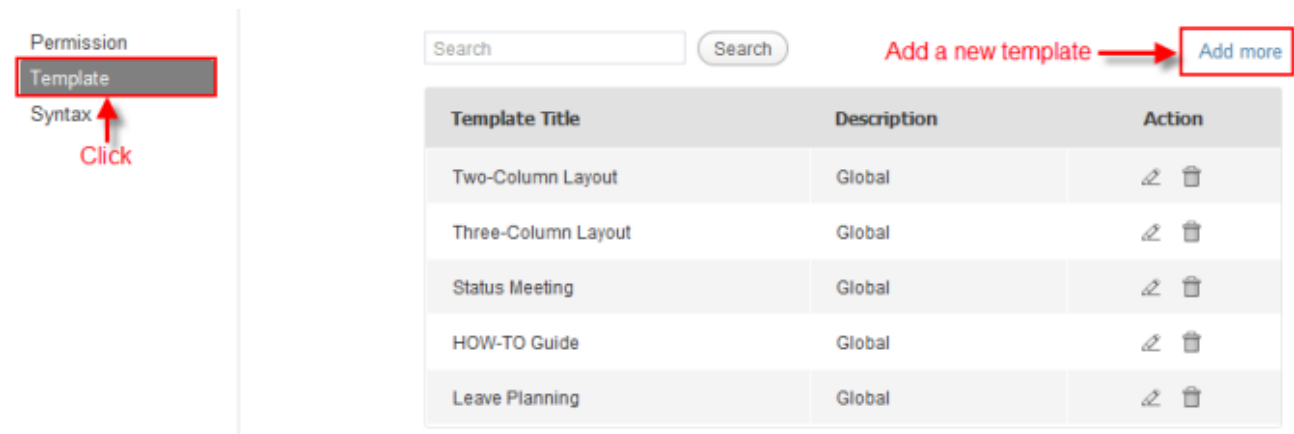 Permission
Template
Syntax
Click
Search Search Add a new template Add more
Template Title Description Action
Two-Column Layout Global
Three-Column Layout Global
Status Meeting Global
HOW-TO Guide Global
Leave Planning Global